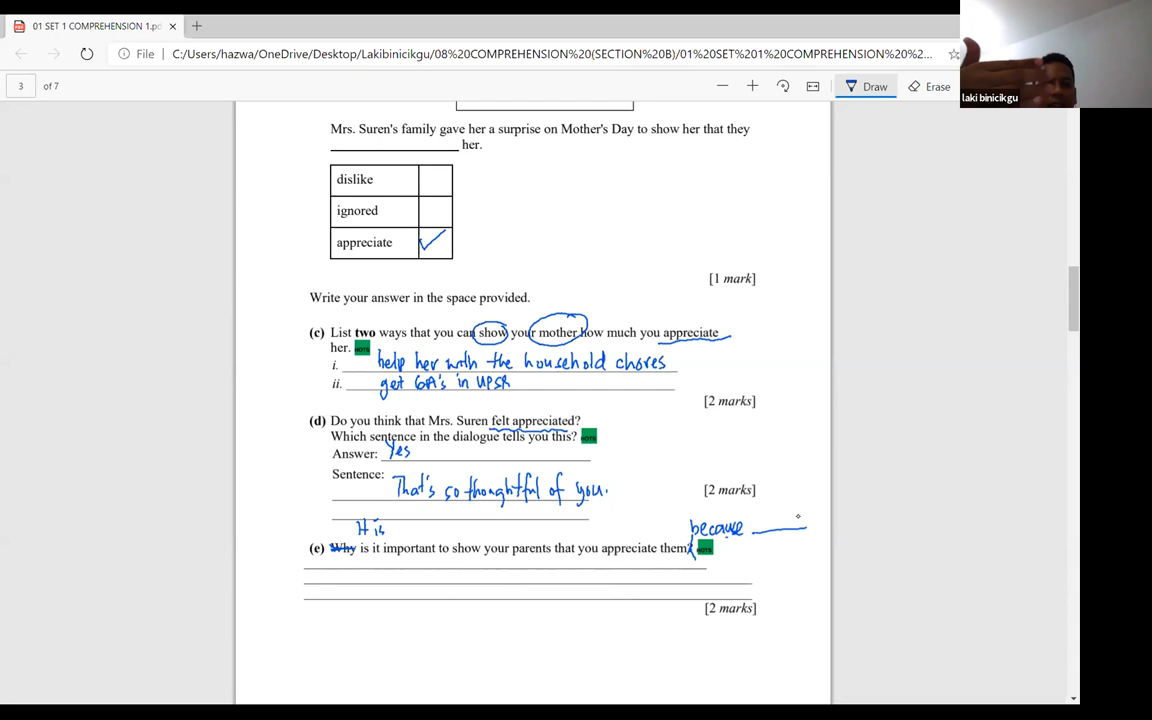 01 SET 1 COMPREHENSION 1.pd
File C:/Users/hazwa/OneDrive/Desktop/Lakibinicikgu/08%20COMPREHENSION%20(SECTION%20B)/01%20SET%201%20COMPREHENSION%20%2...
3 of 7 Draw Erase
laki binicikgu
Mrs. Suren's family gave her a surprise on Mother's Day to show her that they
her.
dislike
ignored
appreciate
[1 mark]
Write your answer in the space provided.
(c) List two ways that you can show your mother how much you appreciate
her. HOTS
i. help her with the household chores
ii. get 6A's in UPSR
[2 marks]
(d) Do you think that Mrs. Suren felt appreciated?
Which sentence in the dialogue tells you this? HOTS
Answer: Yes
Sentence: That's so thoughtful of you.
[2 marks]
It is because
(e) Why is it important to show your parents that you appreciate them? HOTS
[2 marks]